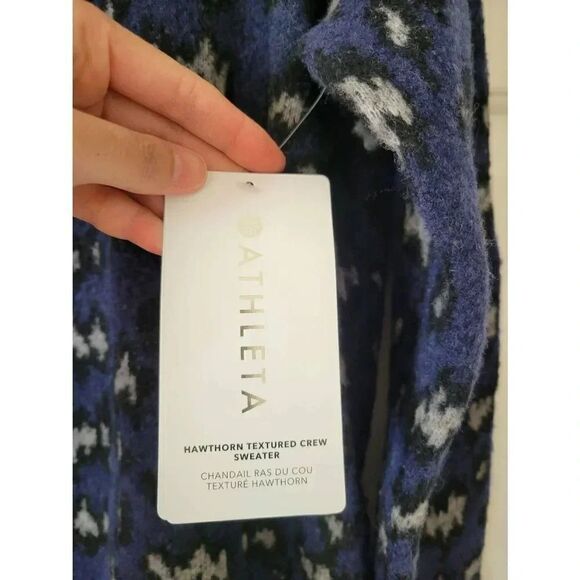 ATHLETA
HAWTHORN TEXTURED CREW
SWEATER
CHANDAIL RAS DU COU
TEXTURÉ HAWTHORN